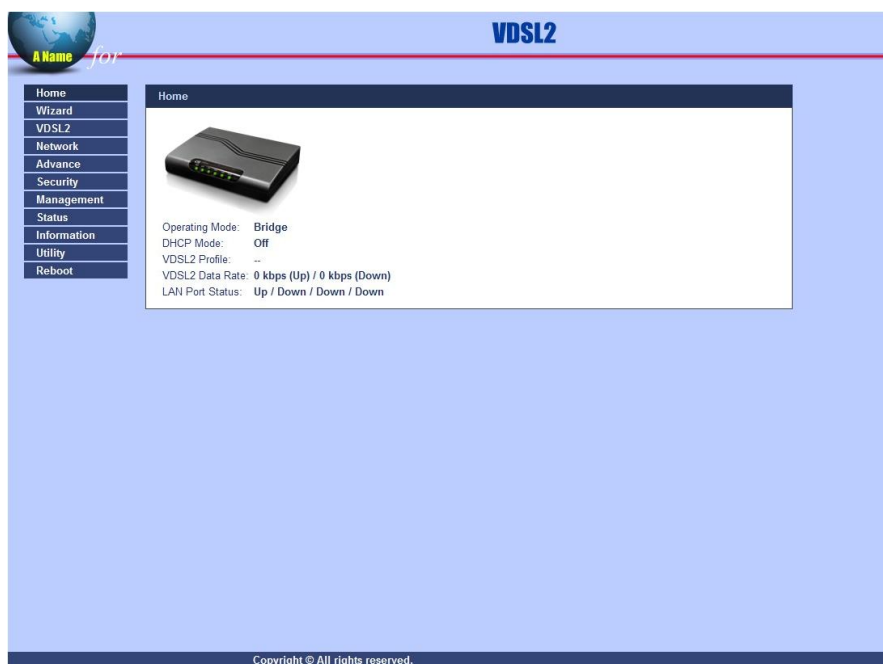 VDSL2
A Name for
Home
Wizard
VDSL2
Network
Advance
Security
Management
Status
Information
Utility
Reboot
Home
Operating Mode: Bridge
DHCP Mode: Off
VDSL2 Profile: --
VDSL2 Data Rate: 0 kbps (Up) / 0 kbps (Down)
LAN Port Status: Up / Down / Down / Down
Copyright © All rights reserved.